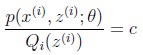 p(x^{(i)}, z^{(i)}; θ) / Q_i(z^{(i)}) = c